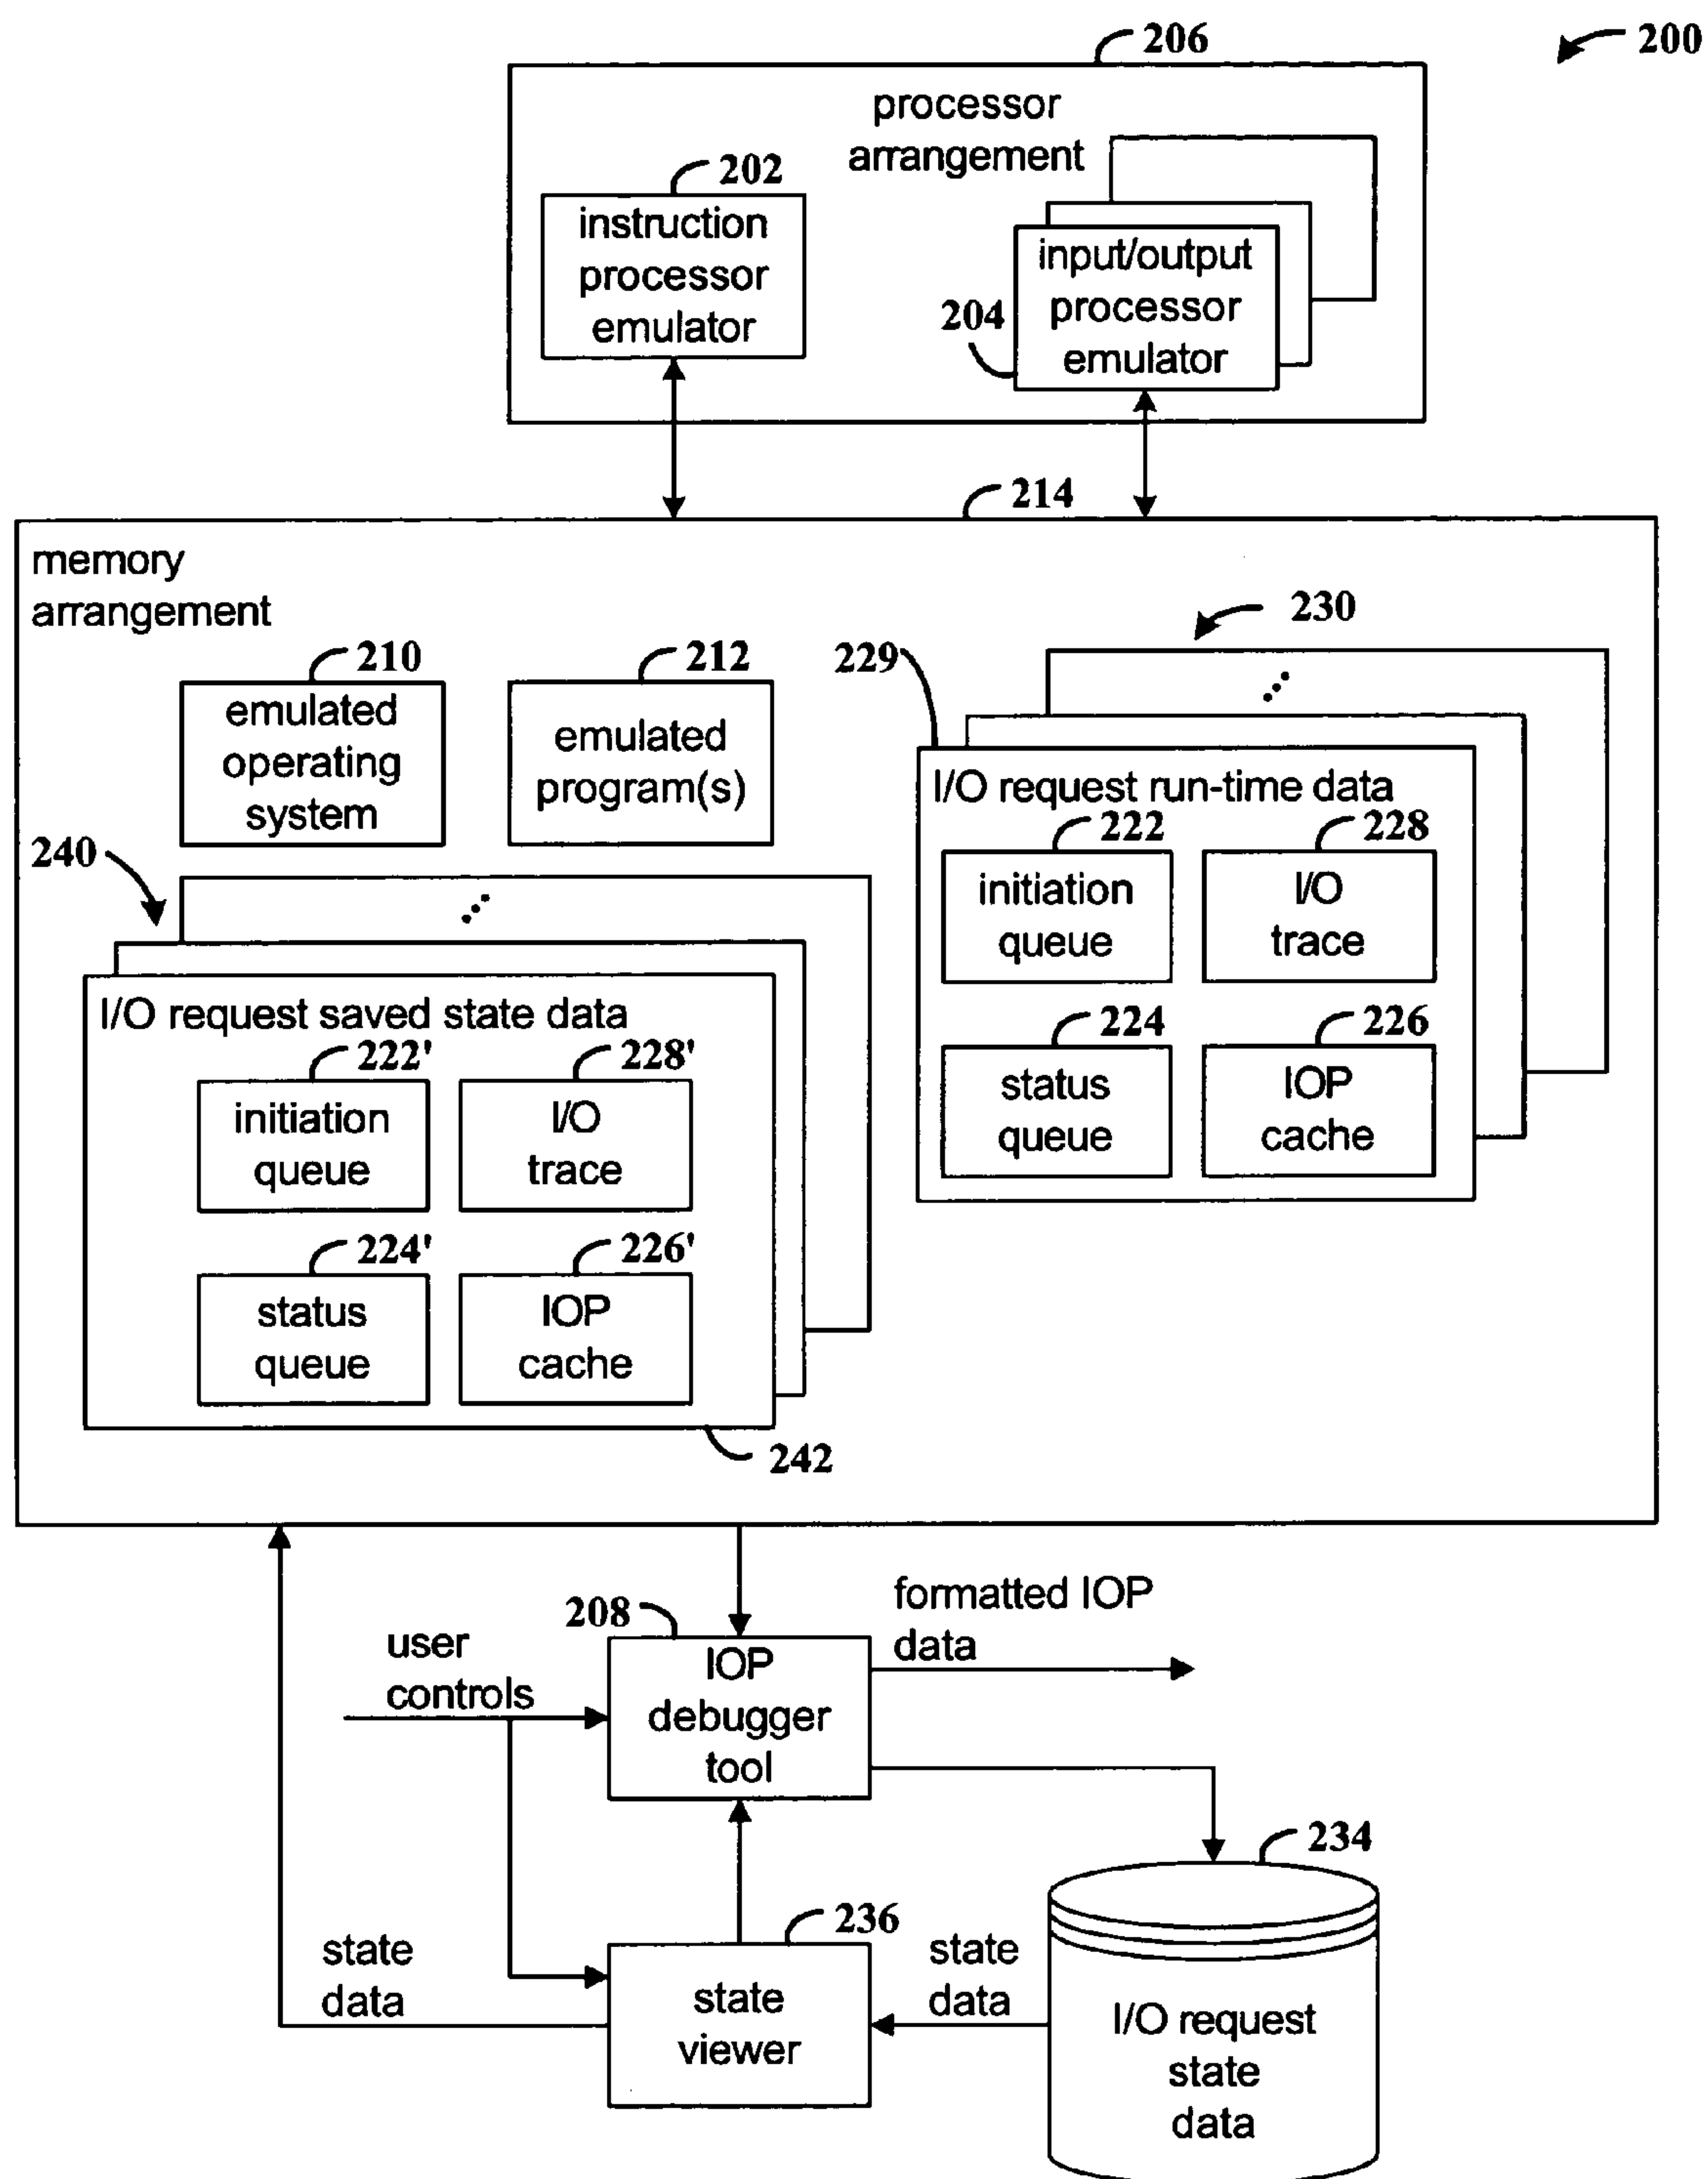 206
200
processor
arrangement
202
instruction
processor
emulator
input/output
processor
emulator
204
214
memory
arrangement
230
210
212
229
emulated
operating
system
emulated
program(s)
I/O request run-time data
222
228
initiation
queue
I/O
trace
224
226
status
queue
IOP
cache
240
I/O request saved state data
222'
228'
initiation
queue
I/O
trace
224'
226'
status
queue
IOP
cache
242
208
formatted IOP
data
user
controls
IOP
debugger
tool
234
236
state
data
state
viewer
state
data
I/O request
state
data